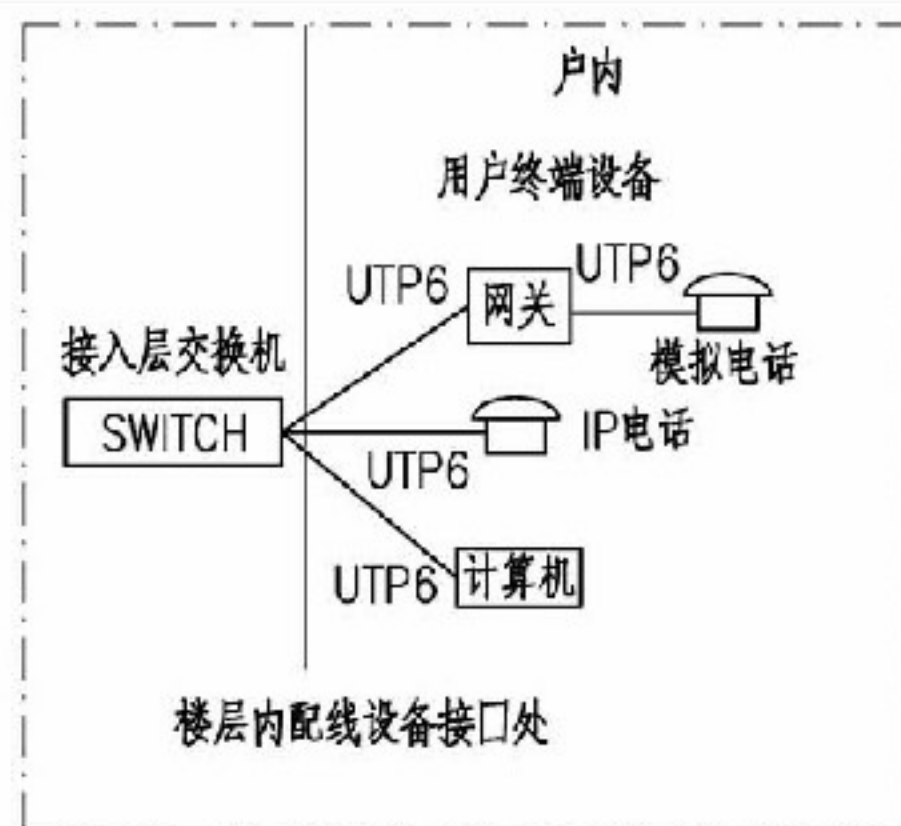 户内
用户终端设备
UTP6
UTP6
网关
接入层交换机
模拟电话
SWITCH
IP电话
UTP6
UTP6
计算机
楼层内配线设备接口处